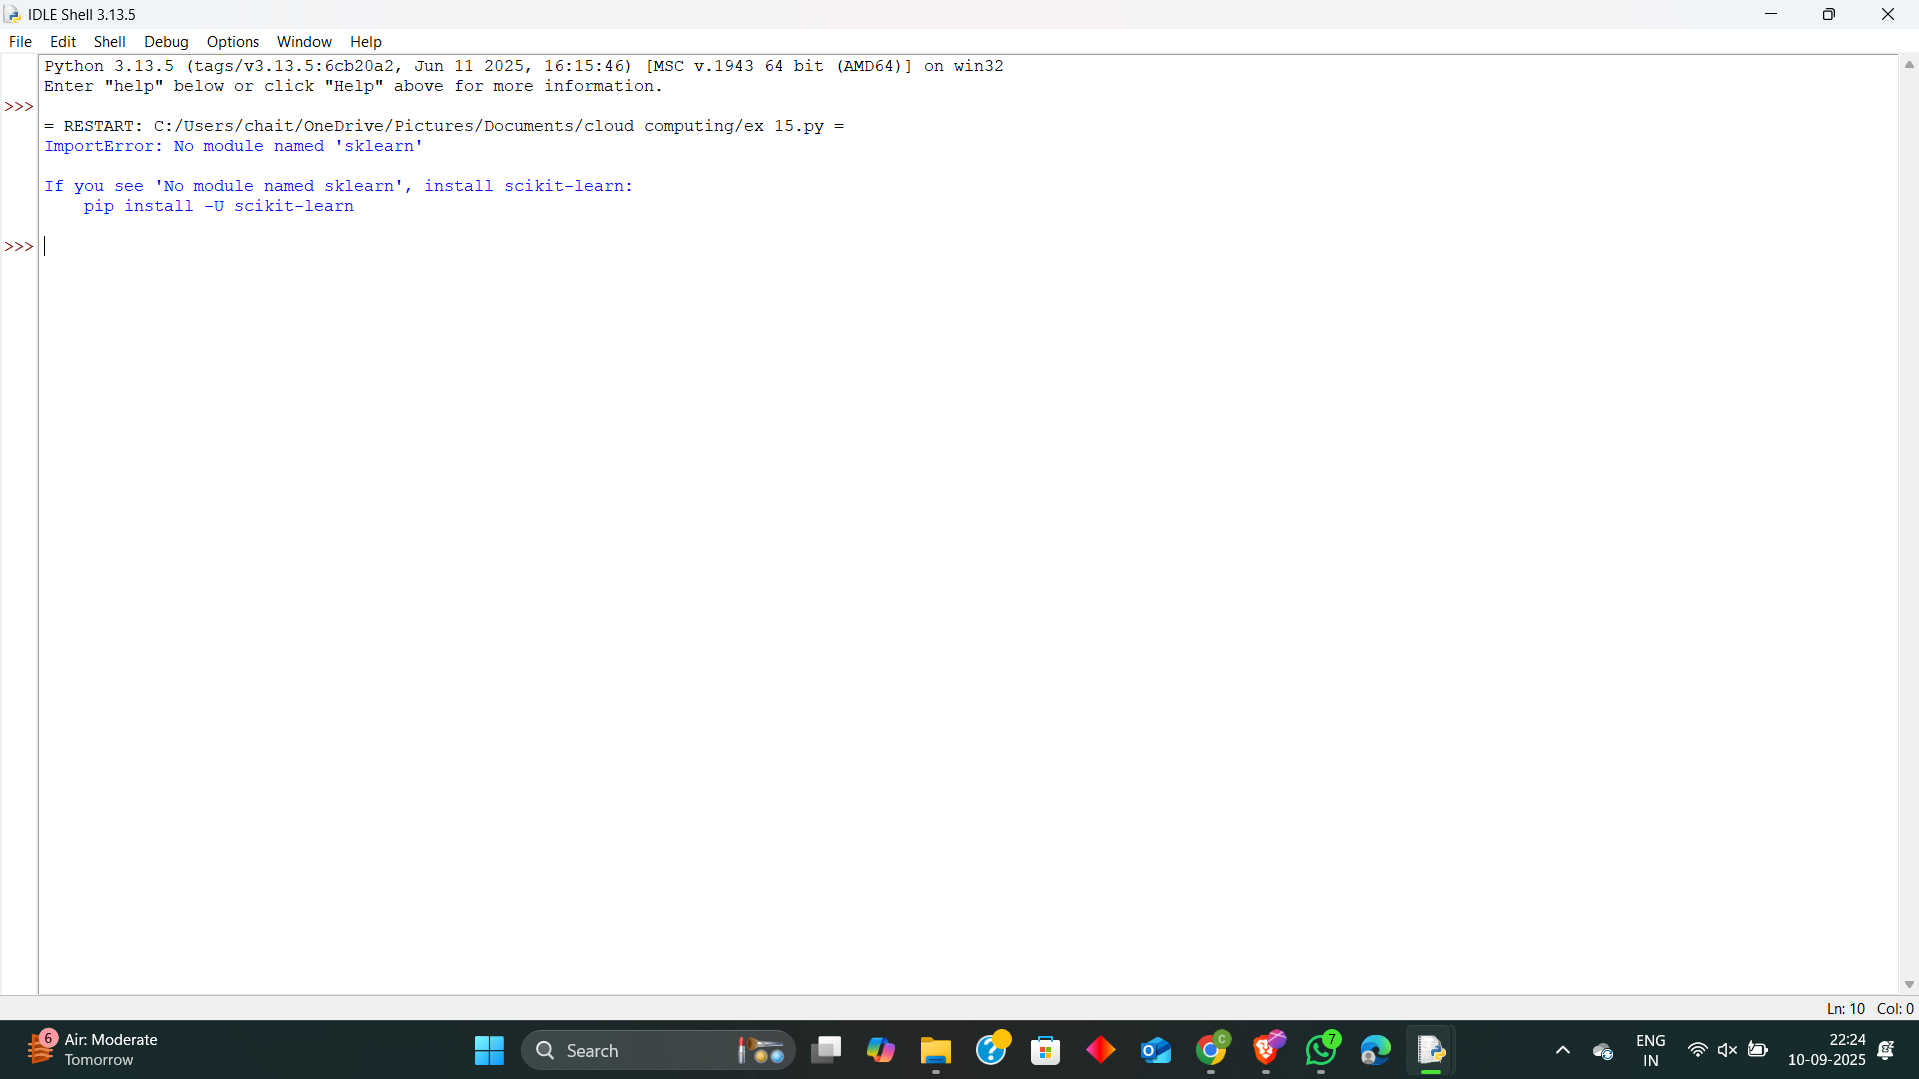 IDLE Shell 3.13.5
File Edit Shell Debug Options Window Help
Python 3.13.5 (tags/v3.13.5:6cb20a2, Jun 11 2025, 16:15:46) [MSC v.1943 64 bit (AMD64)] on win32
Enter "help" below or click "Help" above for more information.
>>>
= RESTART: C:/Users/chait/OneDrive/Pictures/Documents/cloud computing/ex 15.py =
ImportError: No module named 'sklearn'
If you see 'No module named sklearn', install scikit-learn:
    pip install -U scikit-learn
>>>
Ln: 10 Col: 0
6
Air: Moderate
Tomorrow
Search
C
7
ENG
IN
22:24
10-09-2025